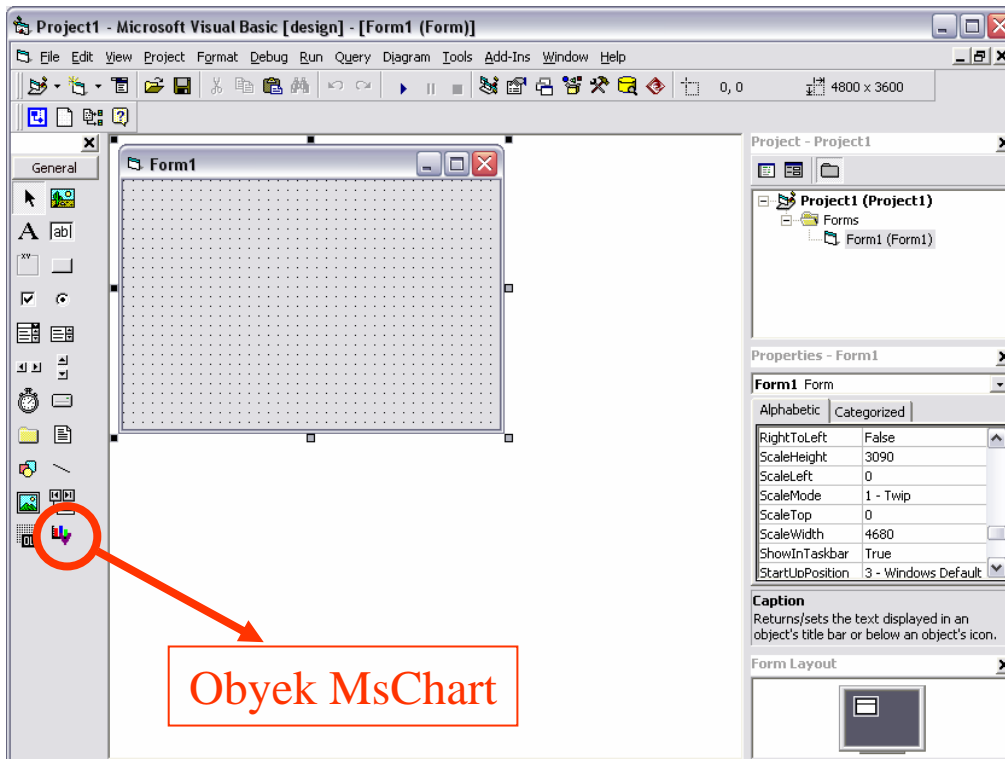 Project1 - Microsoft Visual Basic [design] - [Form1 (Form)]
File Edit View Project Format Debug Run Query Diagram Tools Add-Ins Window Help
0, 0 4800 x 3600
General
A ab
XY
OL
Form1
Project - Project1
Project1 (Project1)
Forms
Form1 (Form1)
Properties - Form1
Form1 Form
Alphabetic Categorized
RightToLeft False
ScaleHeight 3090
ScaleLeft 0
ScaleMode 1 - Twip
ScaleTop 0
ScaleWidth 4680
ShowInTaskbar True
StartUpPosition 3 - Windows Default
Caption
Returns/sets the text displayed in an
object's title bar or below an object's icon.
Form Layout
Obyek MsChart